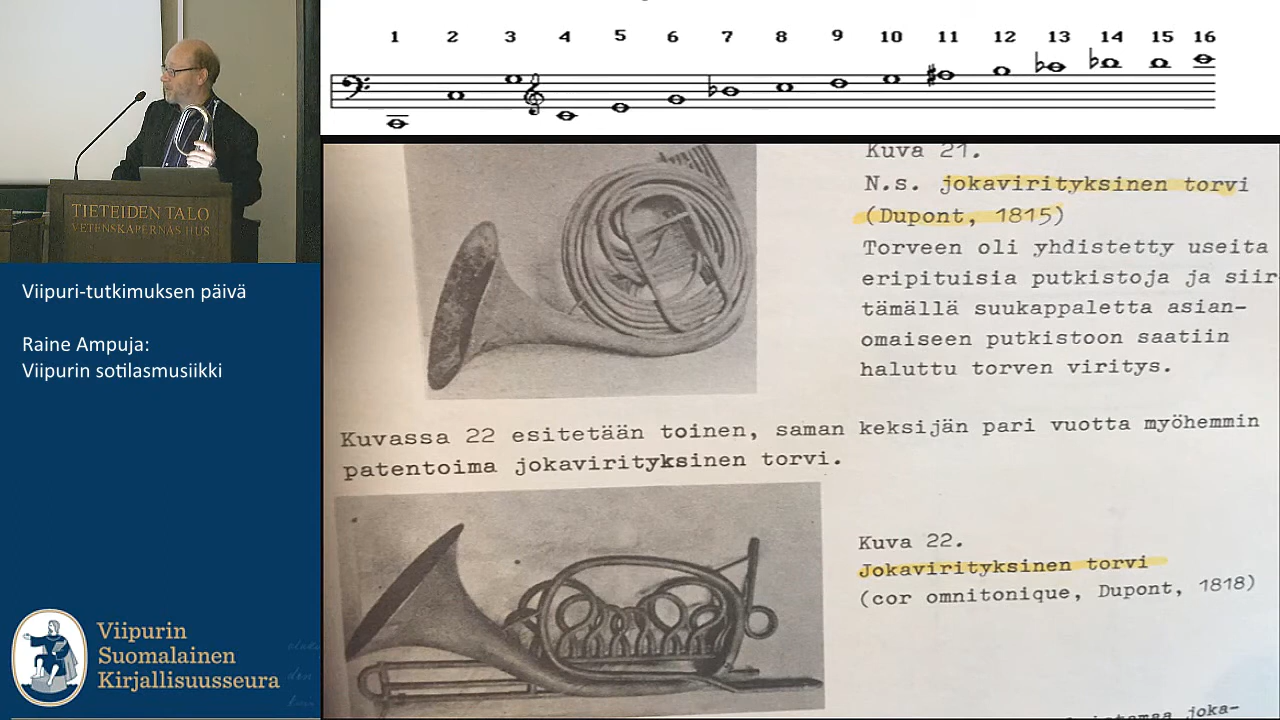 1 2 3 4 5 6 7 8 9 10 11 12 13 14 15 16
TIETEIDEN TALO
VETENSKAPERNAS HUS
Viipuri-tutkimuksen päivä
Raine Ampuja:
Viipurin sotilasmusiikki
Viipurin
Suomalainen
Kirjallisuusseura
Kuva 21.
N.s. jokavirityksinen torvi
(Dupont, 1815)
Torveen oli yhdistetty useita
eripituisia putkistoja ja siir
tämällä suukappaletta asian-
omaiseen putkistoon saatiin
haluttu torven viritys.
Kuvassa 22 esitetään toinen, saman keksijän pari vuotta myöhemmin
patentoima jokavirityksinen torvi.
Kuva 22.
Jokavirityksinen torvi
(cor omnitonique, Dupont, 1818)
joka-